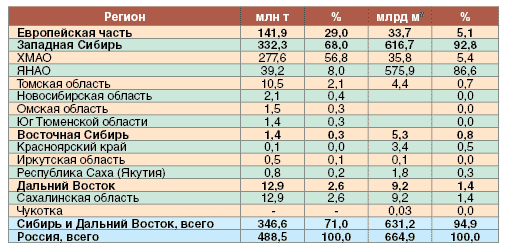 Регион млн т % млрд м³ %
Европейская часть 141,9 29,0 33,7 5,1
Западная Сибирь 332,3 68,0 616,7 92,8
ХМАО 277,6 56,8 35,8 5,4
ЯНАО 39,2 8,0 575,9 86,6
Томская область 10,5 2,1 4,4 0,7
Новосибирская область 2,1 0,4 0,0
Омская область 1,5 0,3 0,0
Юг Тюменской области 1,4 0,3 0,0
Восточная Сибирь 1,4 0,3 5,3 0,8
Красноярский край 0,1 0,0 3,4 0,5
Иркутская область 0,5 0,1 0,1 0,0
Республика Саха (Якутия) 0,8 0,2 1,8 0,3
Дальний Восток 12,9 2,6 9,2 1,4
Сахалинская область 12,9 2,6 9,2 1,4
Чукотка - - 0,03 0,0
Сибирь и Дальний Восток, всего 346,6 71,0 631,2 94,9
Россия, всего 488,5 100,0 664,9 100,0